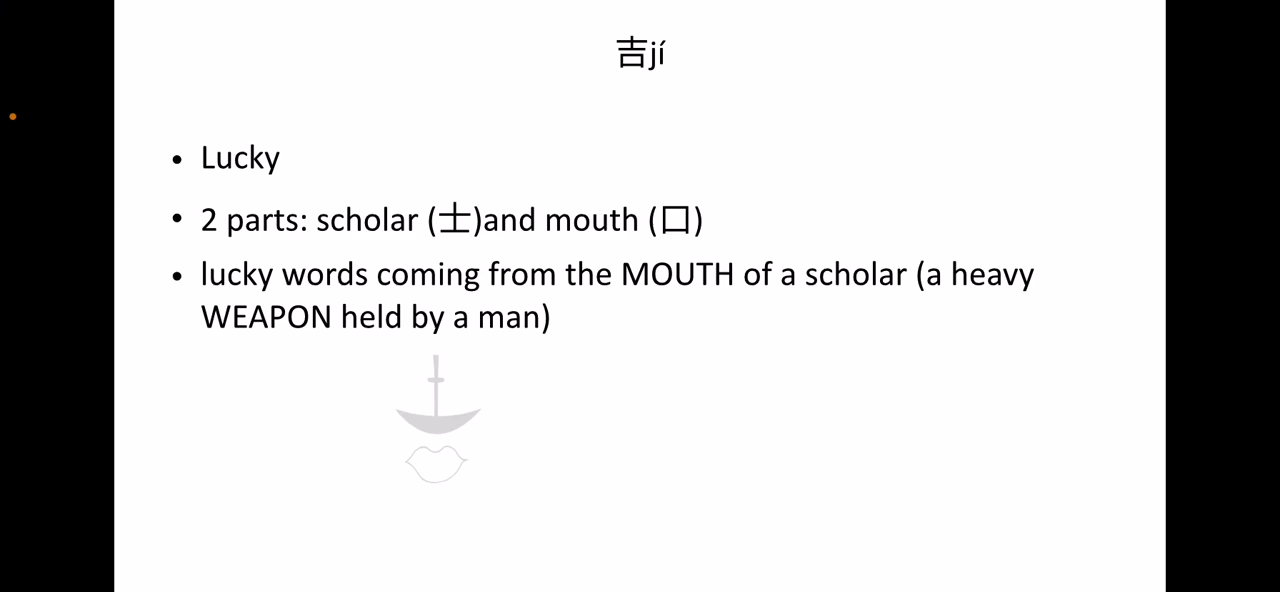 吉jí
• Lucky
• 2 parts: scholar (士)and mouth (口)
• lucky words coming from the MOUTH of a scholar (a heavy
WEAPON held by a man)